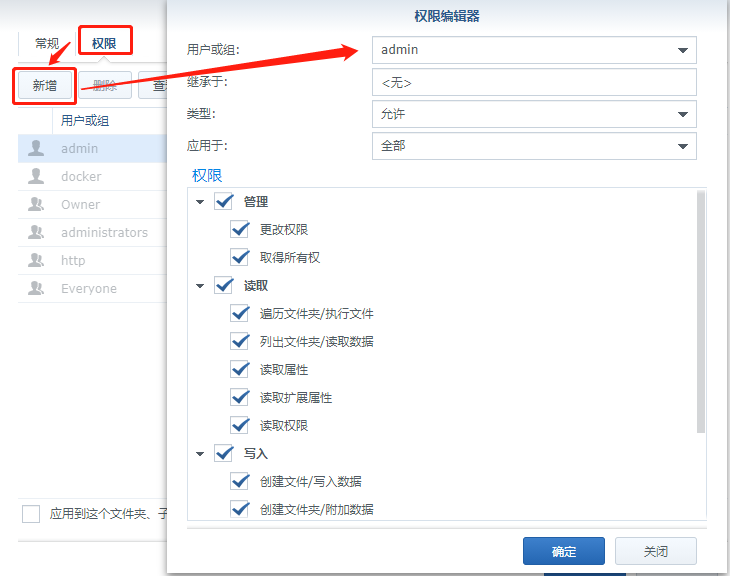 常规
权限
新增
删除
查
用户或组
admin
docker
Owner
administrators
http
Everyone
应用到这个文件夹、子
权限编辑器
用户或组:
admin
继承于:
<无>
类型:
允许
应用于:
全部
权限
管理
更改权限
取得所有权
读取
遍历文件夹/执行文件
列出文件夹/读取数据
读取属性
读取扩展属性
读取权限
写入
创建文件/写入数据
创建文件夹/附加数据
确定
关闭